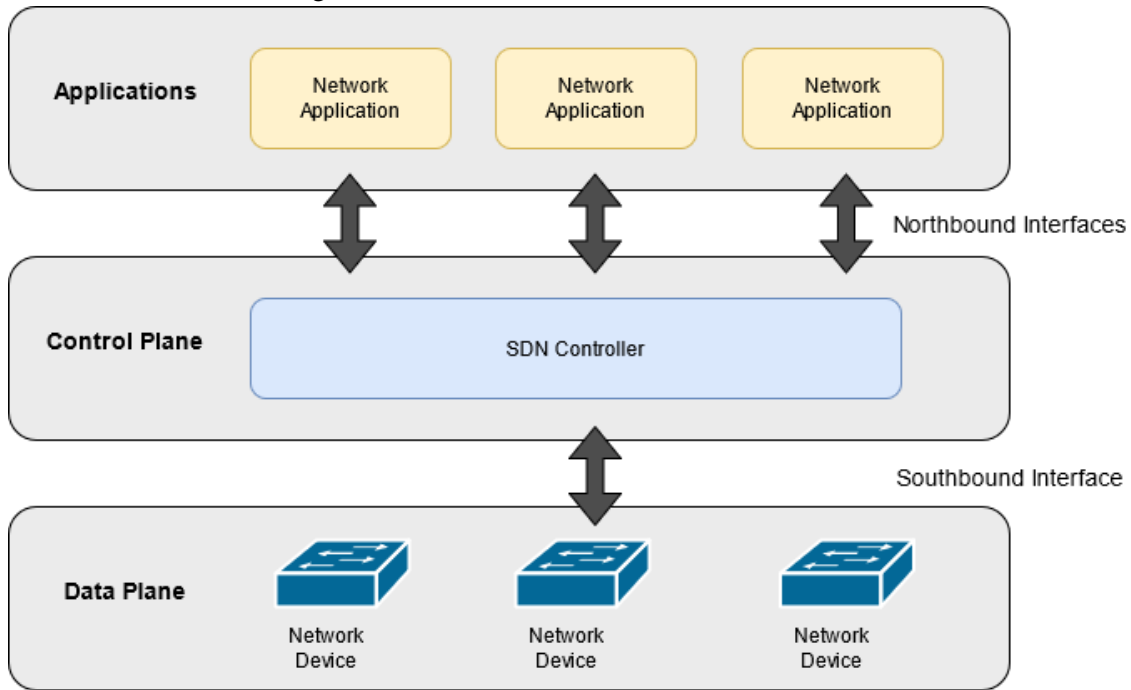 Applications
Network
Application
Network
Application
Network
Application
Northbound Interfaces
Control Plane
SDN Controller
Southbound Interface
Data Plane
Network
Device
Network
Device
Network
Device